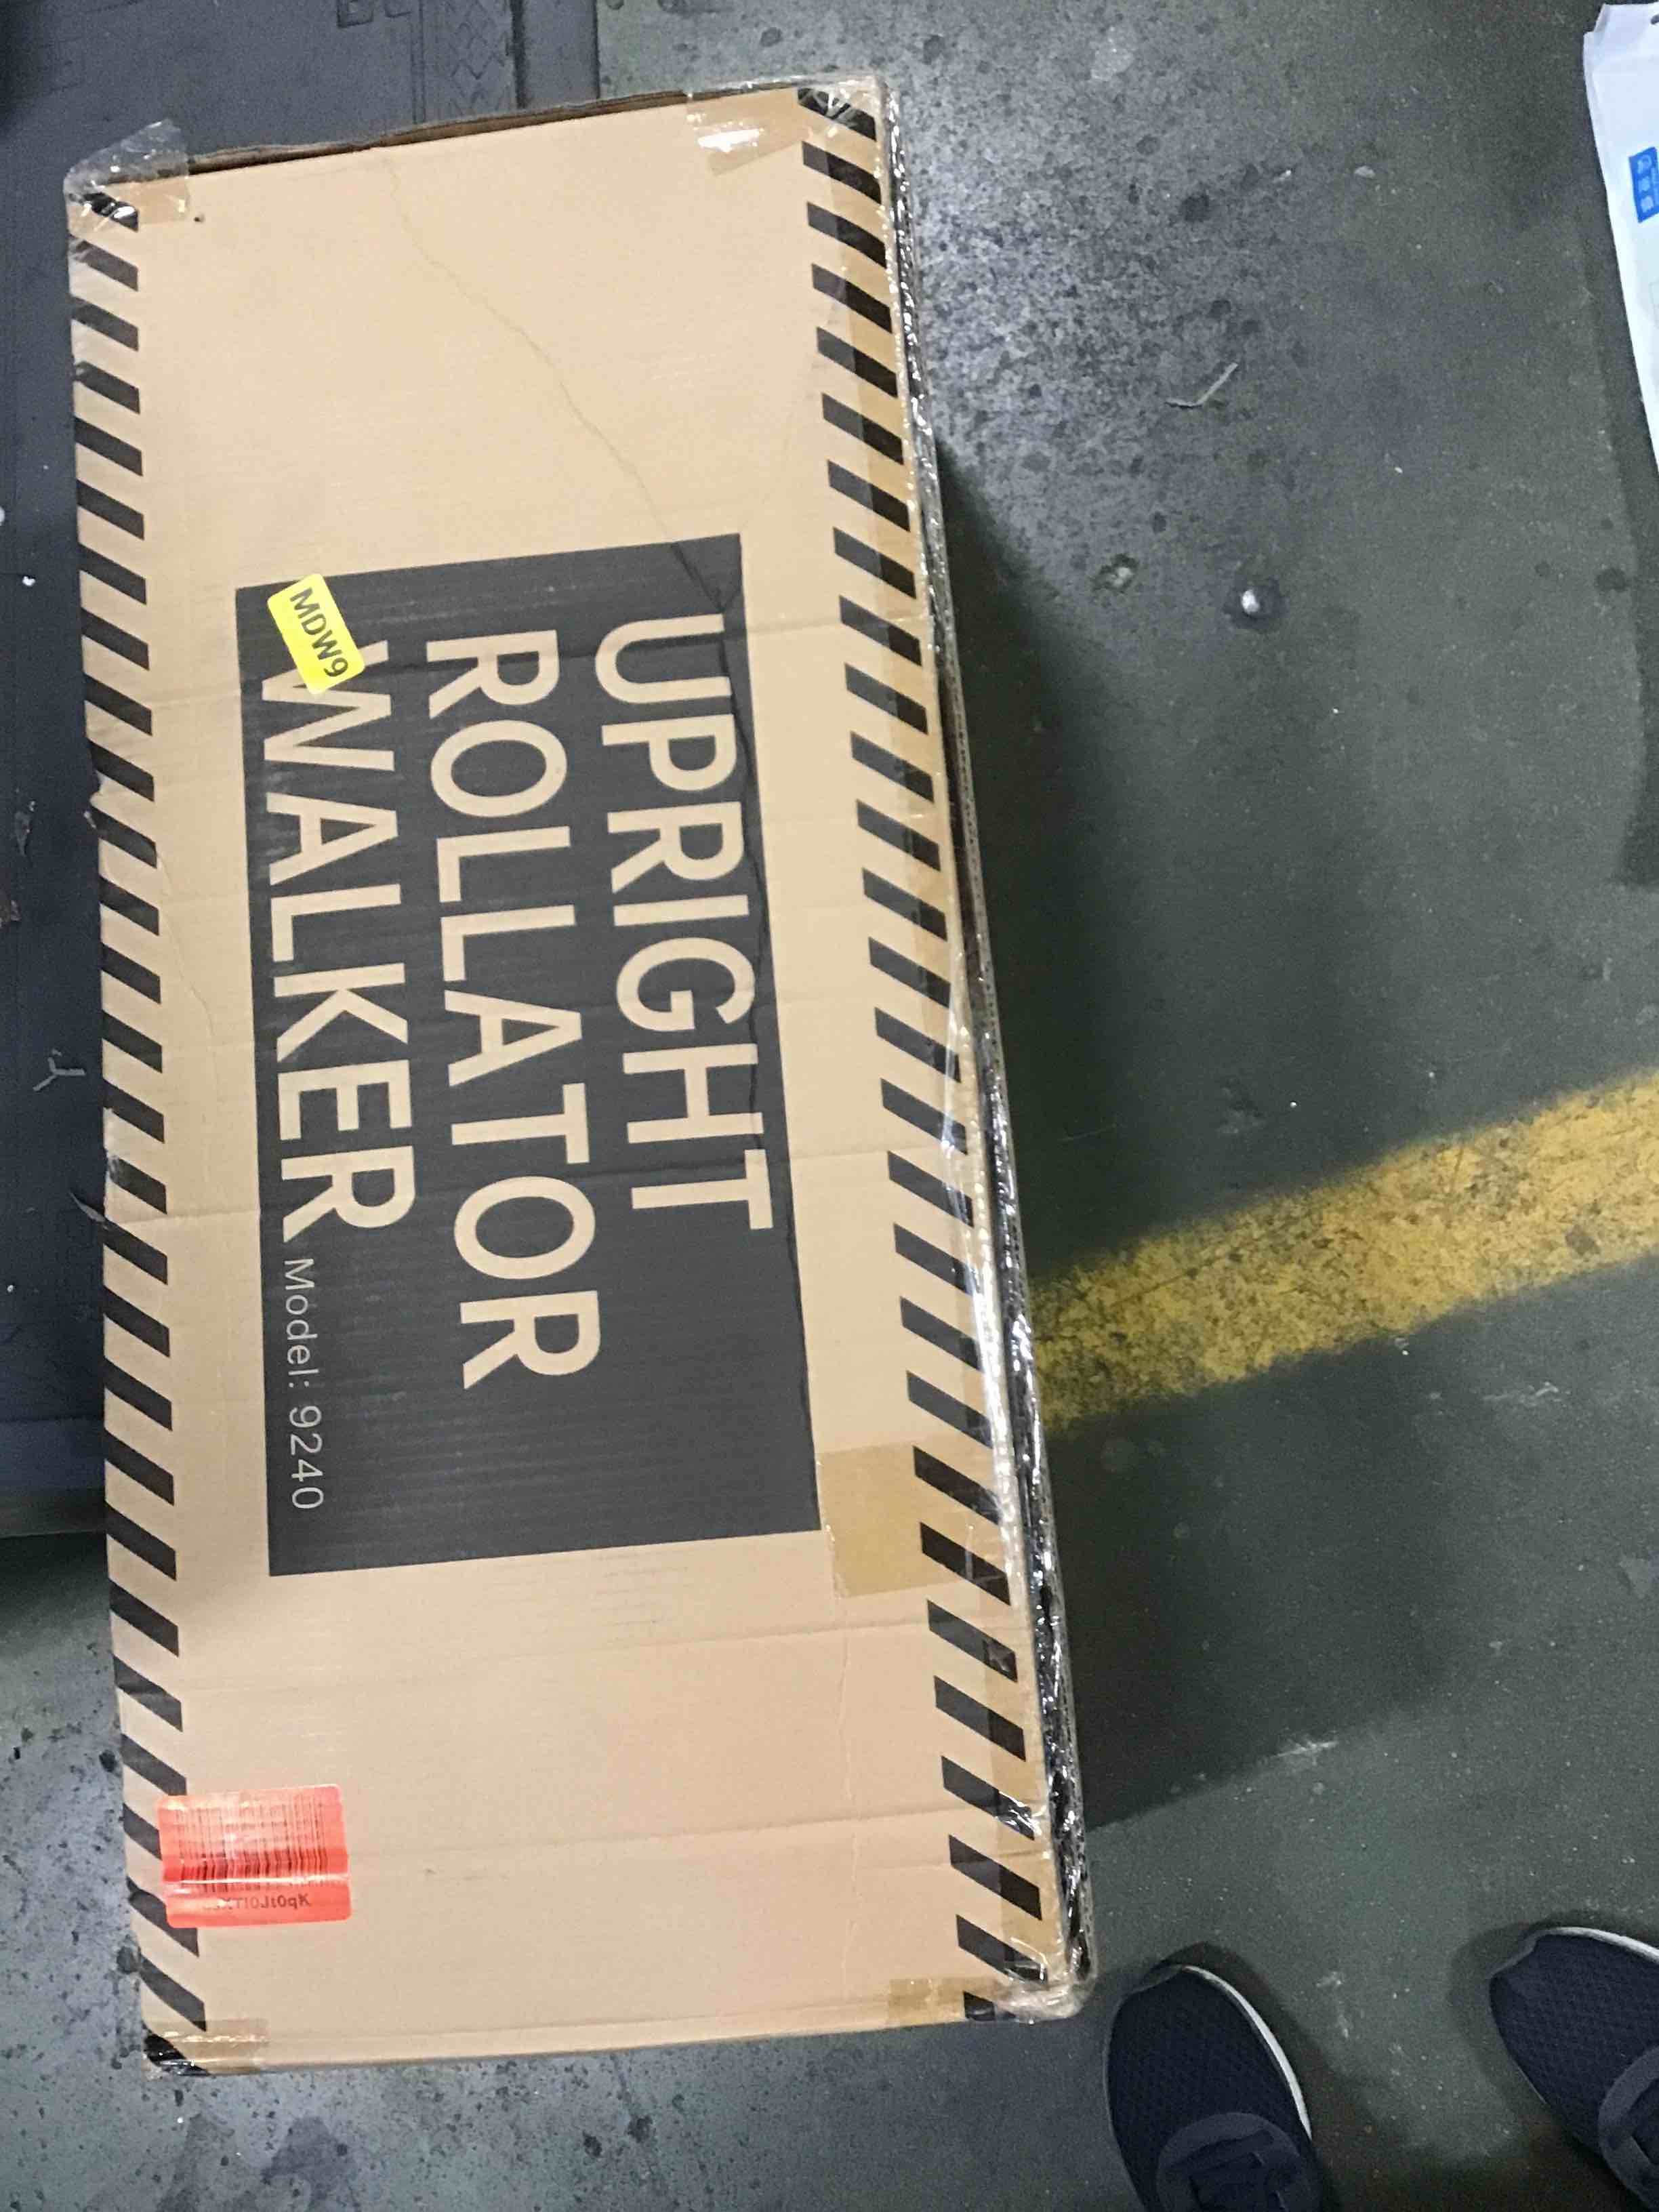 UPRIGHT
ROLLATOR
WALKER
Model: 9240
MDW9